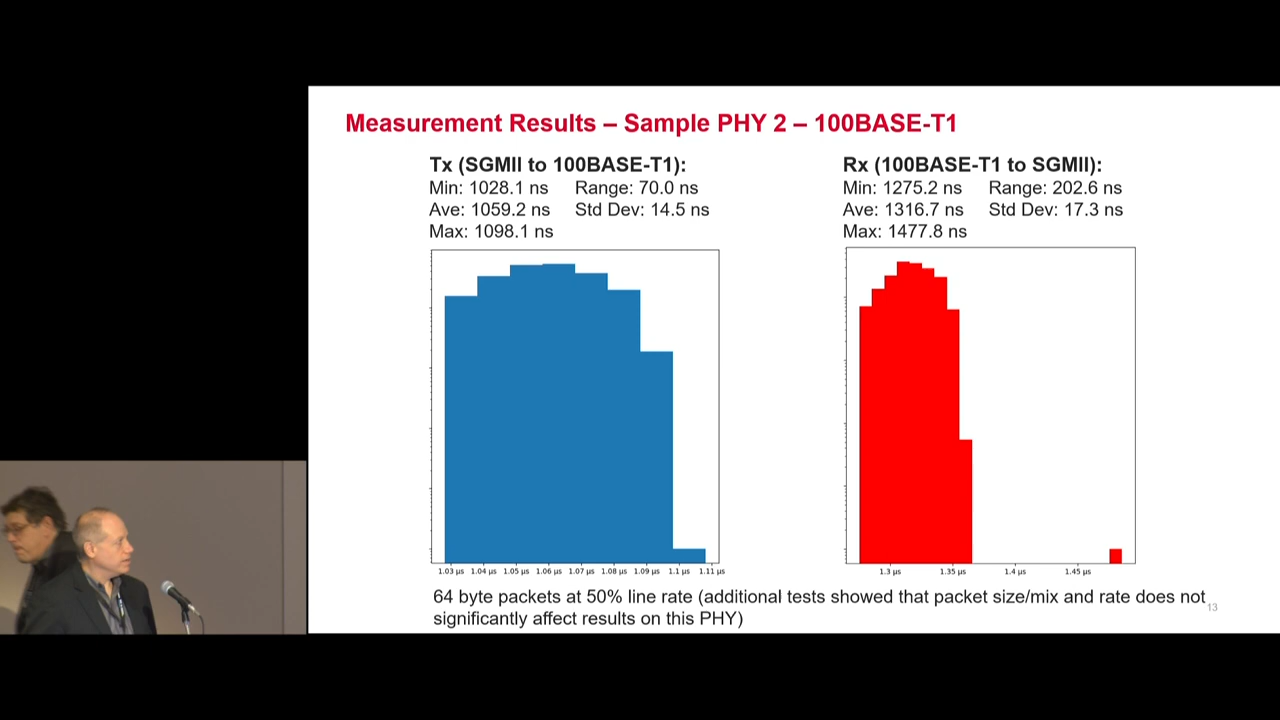 Measurement Results – Sample PHY 2 – 100BASE-T1
Tx (SGMII to 100BASE-T1):
Min: 1028.1 ns Range: 70.0 ns
Ave: 1059.2 ns Std Dev: 14.5 ns
Max: 1098.1 ns
Rx (100BASE-T1 to SGMII):
Min: 1275.2 ns Range: 202.6 ns
Ave: 1316.7 ns Std Dev: 17.3 ns
Max: 1477.8 ns
1.03 µs 1.04 µs 1.05 µs 1.06 µs 1.07 µs 1.08 µs 1.09 µs 1.1 µs 1.11 µs
1.3 µs 1.35 µs 1.4 µs 1.45 µs
64 byte packets at 50% line rate (additional tests showed that packet size/mix and rate does not
significantly affect results on this PHY)
13